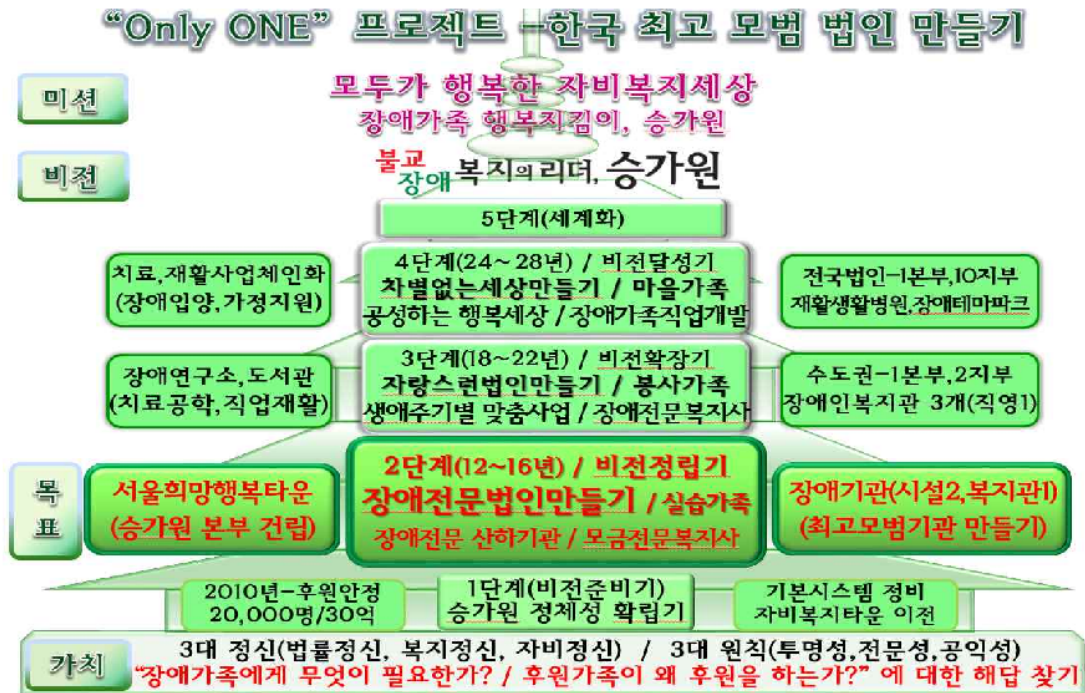 “Only ONE” 프로젝트 -한국 최고 모범 법인 만들기
미션
모두가 행복한 자비복지세상
장애가족 행복지킴이, 승가원
비전
불교
장애 복지의리더, 승가원
5단계(세계화)
치료,재활사업체인화
(장애입양,가정지원)
4단계(24~28년) / 비전달성기
차별없는세상만들기 / 마을가족
공성하는 행복세상 / 장애가족직업개발
전국법인-1본부,10지부
재활생활병원,장애테마파크
장애연구소,도서관
(치료공학,직업재활)
3단계(18~22년) / 비전확장기
자랑스런법인만들기 / 봉사가족
생애주기별 맞춤사업 / 장애전문복지사
수도권-1본부,2지부
장애인복지관 3개(직영1)
목
표
서울희망행복타운
(승가원 본부 건립)
2단계(12~16년) / 비전정립기
장애전문법인만들기 / 실습가족
장애전문 산하기관 / 모금전문복지사
장애기관(시설2,복지관1)
(최고모범기관 만들기)
2010년-후원안정
20,000명/30억
1단계(비전준비기)
승가원 정체성 확립기
기본시스템 정비
자비복지타운 이전
가치
3대 정신(법률정신, 복지정신, 자비정신) / 3대 원칙(투명성,전문성,공익성)
“장애가족에게 무엇이 필요한가? / 후원가족이 왜 후원을 하는가?” 에 대한 해답 찾기